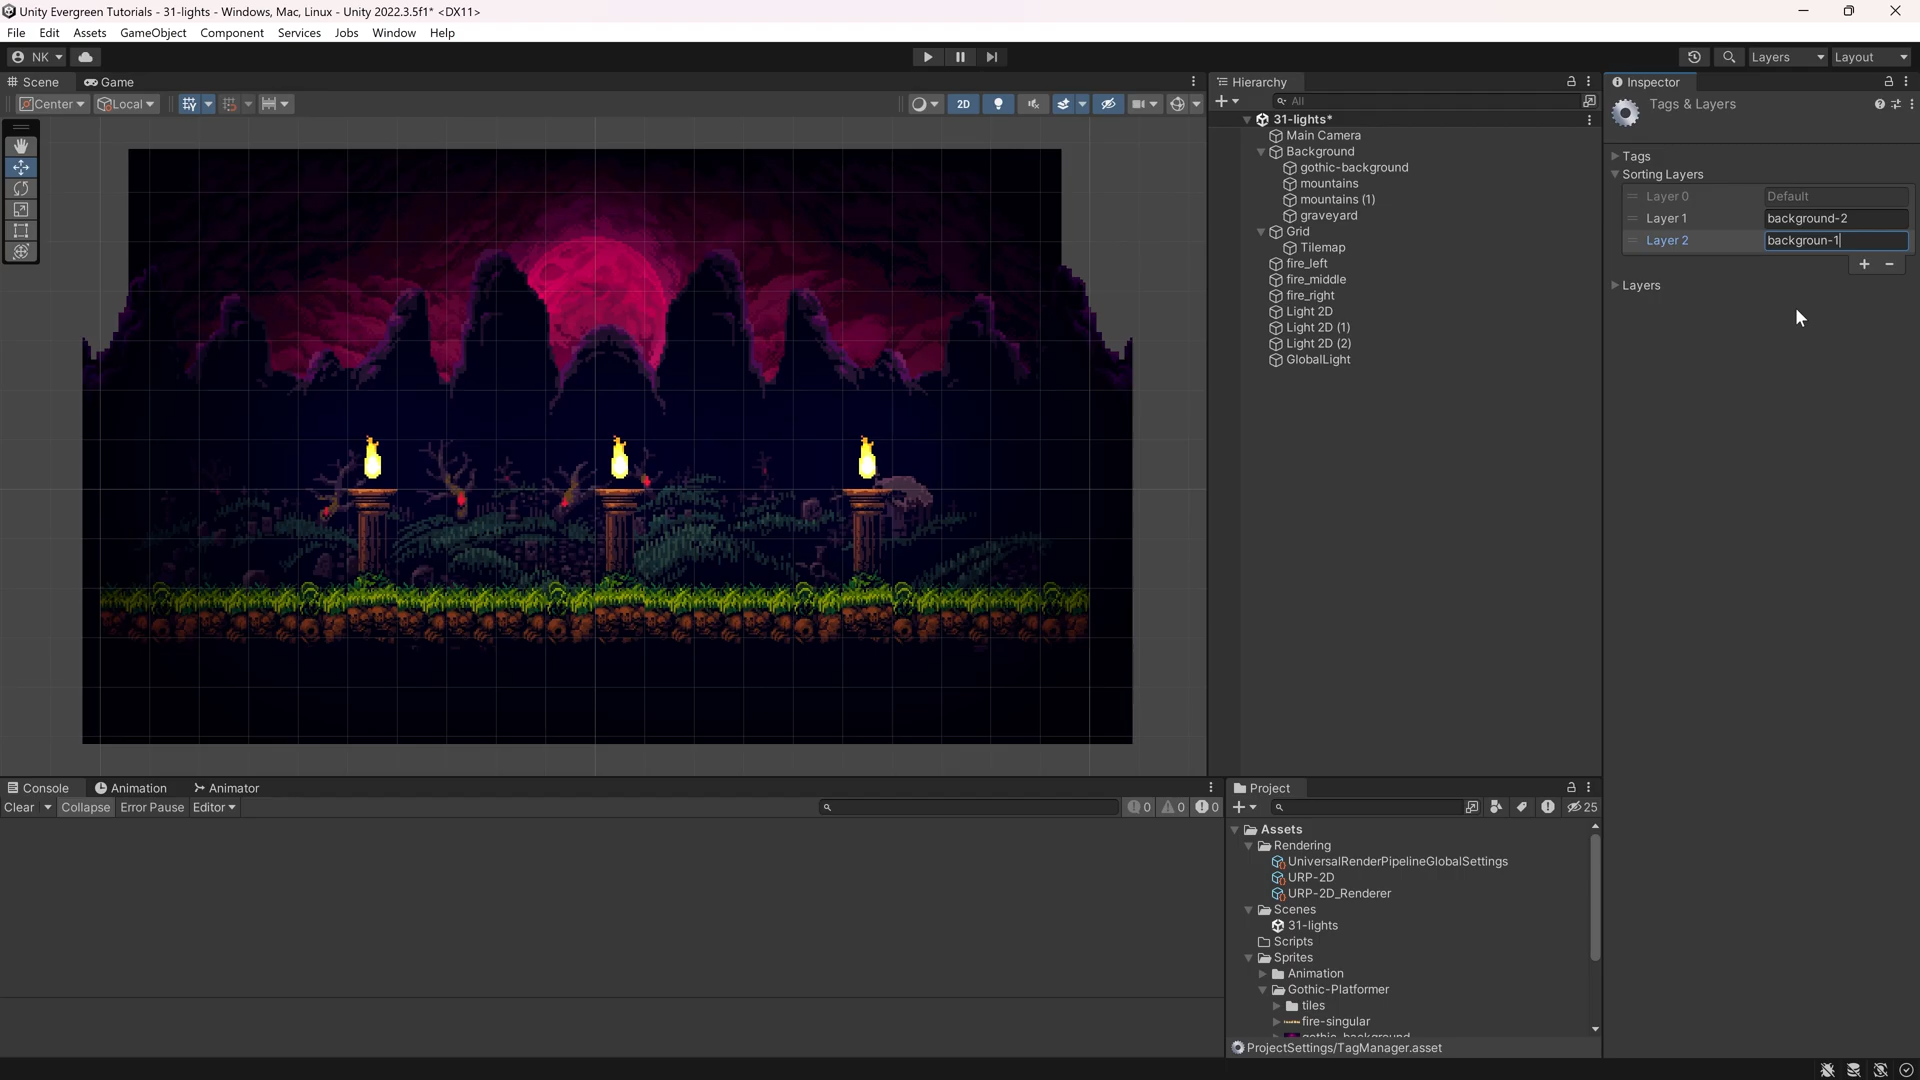 Unity Evergreen Tutorials - 31-lights - Windows, Mac, Linux - Unity 2022.3.5f1* <DX11>
File Edit Assets GameObject Component Services Jobs Window Help
NK Layers Layout
Scene Game
Center Local 2D
Hierarchy
All
31-lights*
Main Camera
Background
gothic-background
mountains
mountains (1)
graveyard
Grid
Tilemap
fire_left
fire_middle
fire_right
Light 2D
Light 2D (1)
Light 2D (2)
GlobalLight
Inspector
Tags & Layers
Tags
Sorting Layers
Layer 0 Default
Layer 1 background-2
Layer 2 backgroun-1
Layers
Console Animation Animator
Clear Collapse Error Pause Editor 0 0 0
Project
25
Assets
Rendering
UniversalRenderPipelineGlobalSettings
URP-2D
URP-2D_Renderer
Scenes
31-lights
Scripts
Sprites
Animation
Gothic-Platformer
tiles
fire-singular
ProjectSettings/TagManager.asset